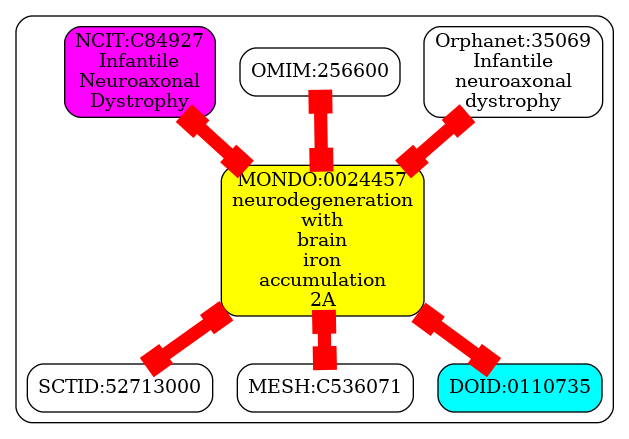 NCIT:C84927
Infantile
Neuroaxonal
Dystrophy
OMIM:256600
Orphanet:35069
Infantile
neuroaxonal
dystrophy
MONDO:0024457
neurodegeneration
with
brain
iron
accumulation
2A
SCTID:52713000
MESH:C536071
DOID:0110735